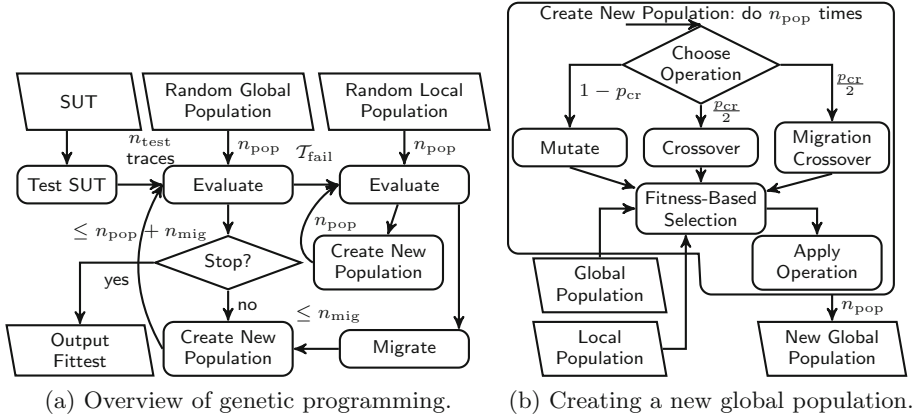 SUT
Random Global
Population
Random Local
Population
n_test
traces
n_pop
𝒯_fail
n_pop
Test SUT
Evaluate
Evaluate
≤ n_pop + n_mig
n_pop
Create New
Population
Stop?
yes
no
≤ n_mig
Output
Fittest
Create New
Population
Migrate
(a) Overview of genetic programming.
Create New Population: do n_pop times
Choose
Operation
1 − p_cr
p_cr/2
p_cr/2
Mutate
Crossover
Migration
Crossover
Fitness-Based
Selection
Apply
Operation
Global
Population
Local
Population
n_pop
New Global
Population
(b) Creating a new global population.